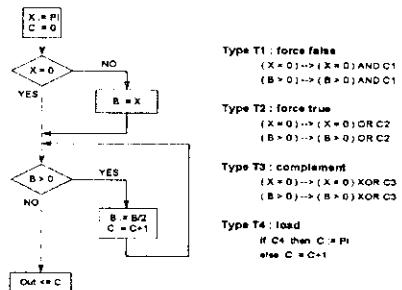 X := PI
C = 0
X = 0
NO
YES
B = X
B > 0
YES
NO
B := B/2
C = C+1
Out <= C
Type T1 : force false
( X = 0 ) --> ( X = 0 ) AND C1
( B > 0 ) --> ( B > 0 ) AND C1
Type T2 : force true
( X = 0 ) --> ( X = 0 ) OR C2
( B > 0 ) --> ( B > 0 ) OR C2
Type T3 : complement
( X = 0 ) --> ( X = 0 ) XOR C3
( B > 0 ) --> ( B > 0 ) XOR C3
Type T4 : load
if C4 then C := PI
else C = C+1